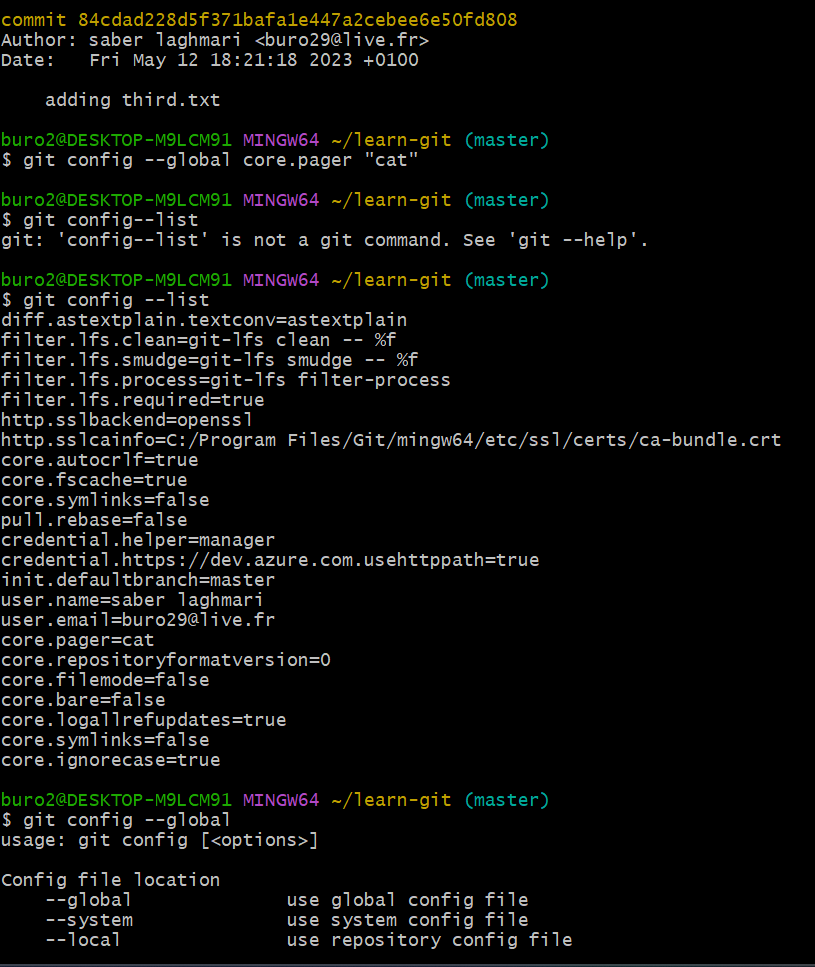 commit 84cdad228d5f371bafa1e447a2cebee6e50fd808
Author: saber laghmari <buro29@live.fr>
Date:   Fri May 12 18:21:18 2023 +0100
    adding third.txt
buro2@DESKTOP-M9LCM91 MINGW64 ~/learn-git (master)
$ git config --global core.pager "cat"
buro2@DESKTOP-M9LCM91 MINGW64 ~/learn-git (master)
$ git config--list
git: 'config--list' is not a git command. See 'git --help'.
buro2@DESKTOP-M9LCM91 MINGW64 ~/learn-git (master)
$ git config --list
diff.astextplain.textconv=astextplain
filter.lfs.clean=git-lfs clean -- %f
filter.lfs.smudge=git-lfs smudge -- %f
filter.lfs.process=git-lfs filter-process
filter.lfs.required=true
http.sslbackend=openssl
http.sslcainfo=C:/Program Files/Git/mingw64/etc/ssl/certs/ca-bundle.crt
core.autocrlf=true
core.fscache=true
core.symlinks=false
pull.rebase=false
credential.helper=manager
credential.https://dev.azure.com.usehttppath=true
init.defaultbranch=master
user.name=saber laghmari
user.email=buro29@live.fr
core.pager=cat
core.repositoryformatversion=0
core.filemode=false
core.bare=false
core.logallrefupdates=true
core.symlinks=false
core.ignorecase=true
buro2@DESKTOP-M9LCM91 MINGW64 ~/learn-git (master)
$ git config --global
usage: git config [<options>]
Config file location
    --global              use global config file
    --system              use system config file
    --local               use repository config file